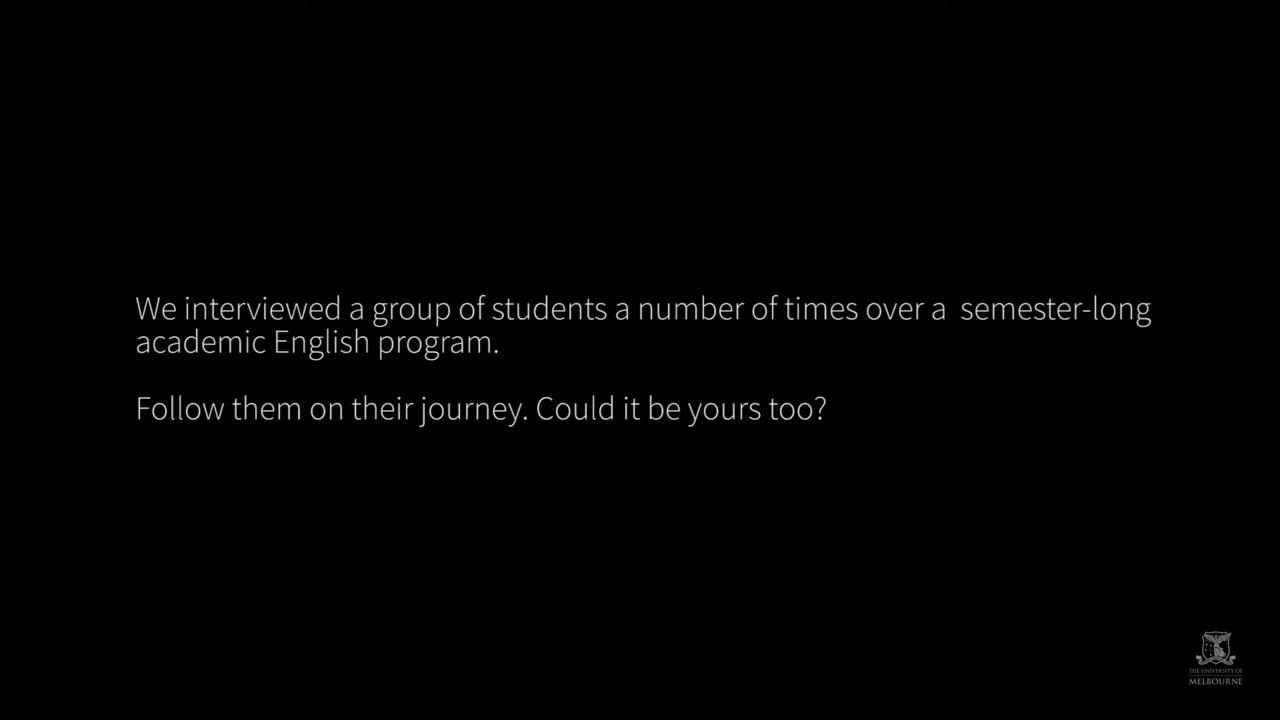 We interviewed a group of students a number of times over a  semester-long
academic English program.
Follow them on their journey. Could it be yours too?
THE UNIVERSITY OF
MELBOURNE